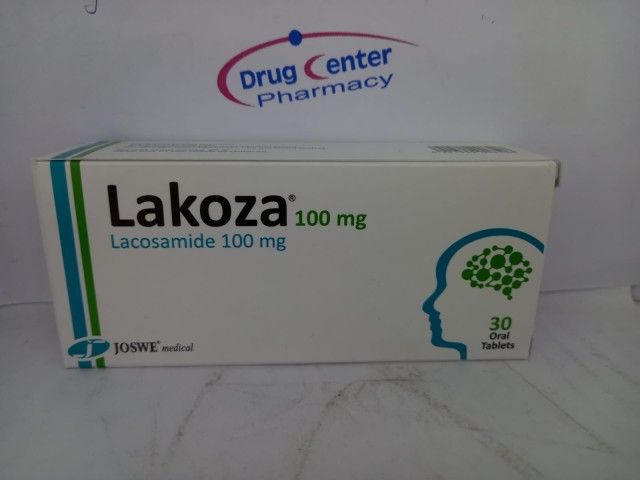 Drug Center
Pharmacy
Lakoza® 100 mg
Lacosamide 100 mg
30
Oral
Tablets
JOSWE® medical